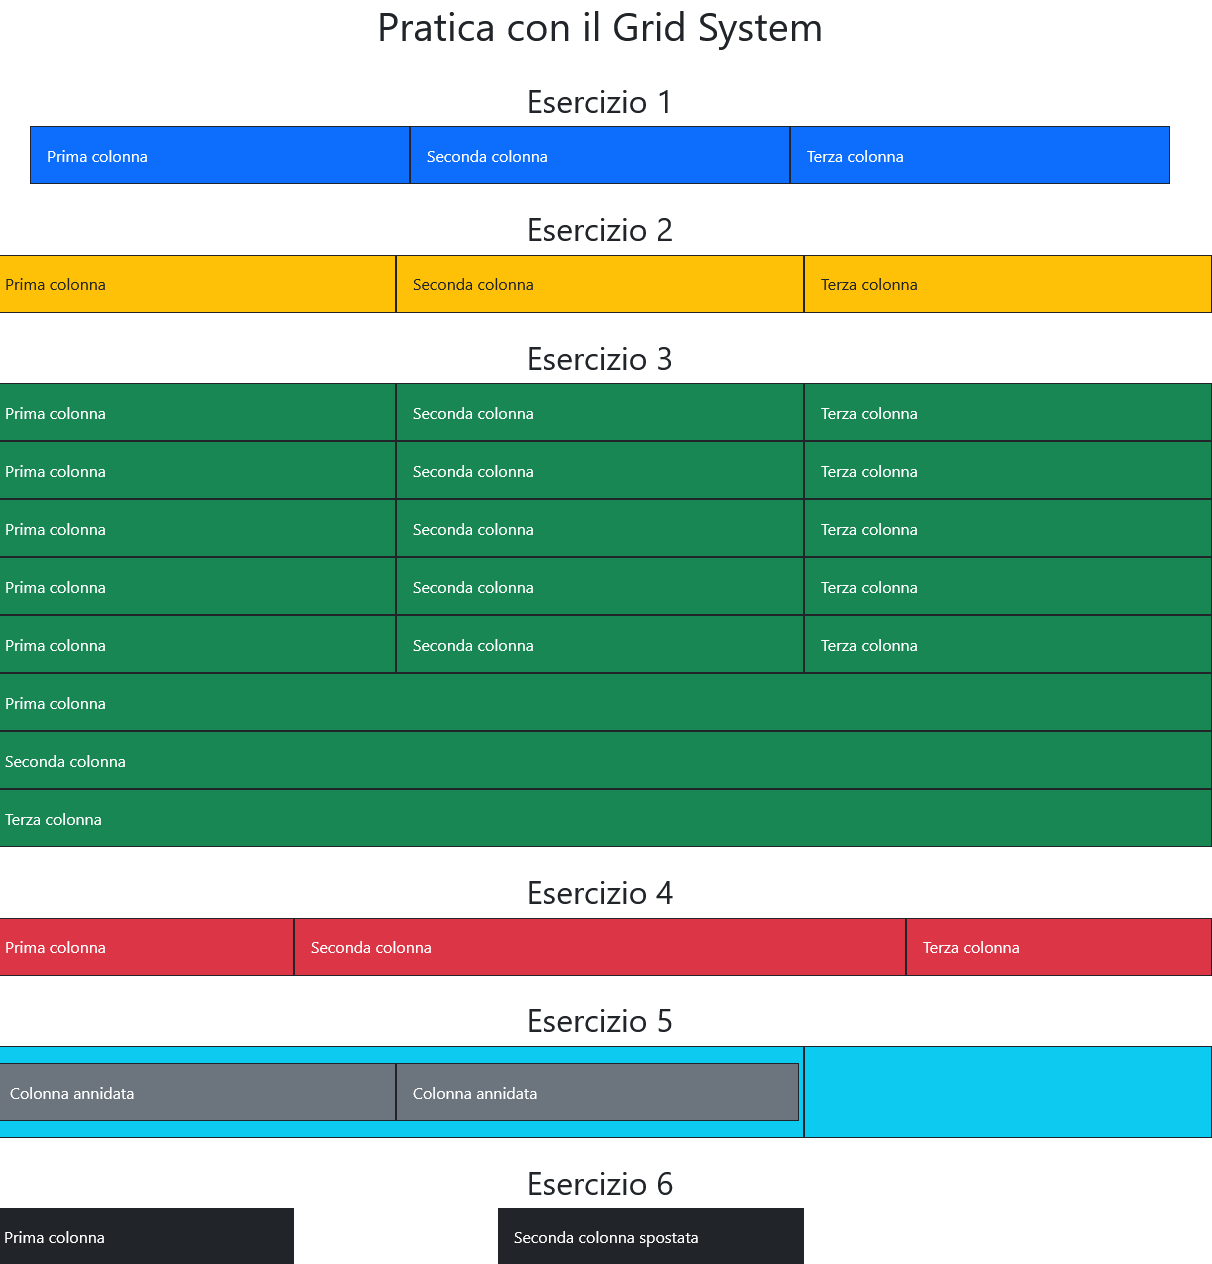 Pratica con il Grid System
Esercizio 1
Prima colonna Seconda colonna Terza colonna
Esercizio 2
Prima colonna Seconda colonna Terza colonna
Esercizio 3
Prima colonna Seconda colonna Terza colonna
Prima colonna Seconda colonna Terza colonna
Prima colonna Seconda colonna Terza colonna
Prima colonna Seconda colonna Terza colonna
Prima colonna Seconda colonna Terza colonna
Prima colonna
Seconda colonna
Terza colonna
Esercizio 4
Prima colonna Seconda colonna Terza colonna
Esercizio 5
Colonna annidata Colonna annidata
Esercizio 6
Prima colonna Seconda colonna spostata